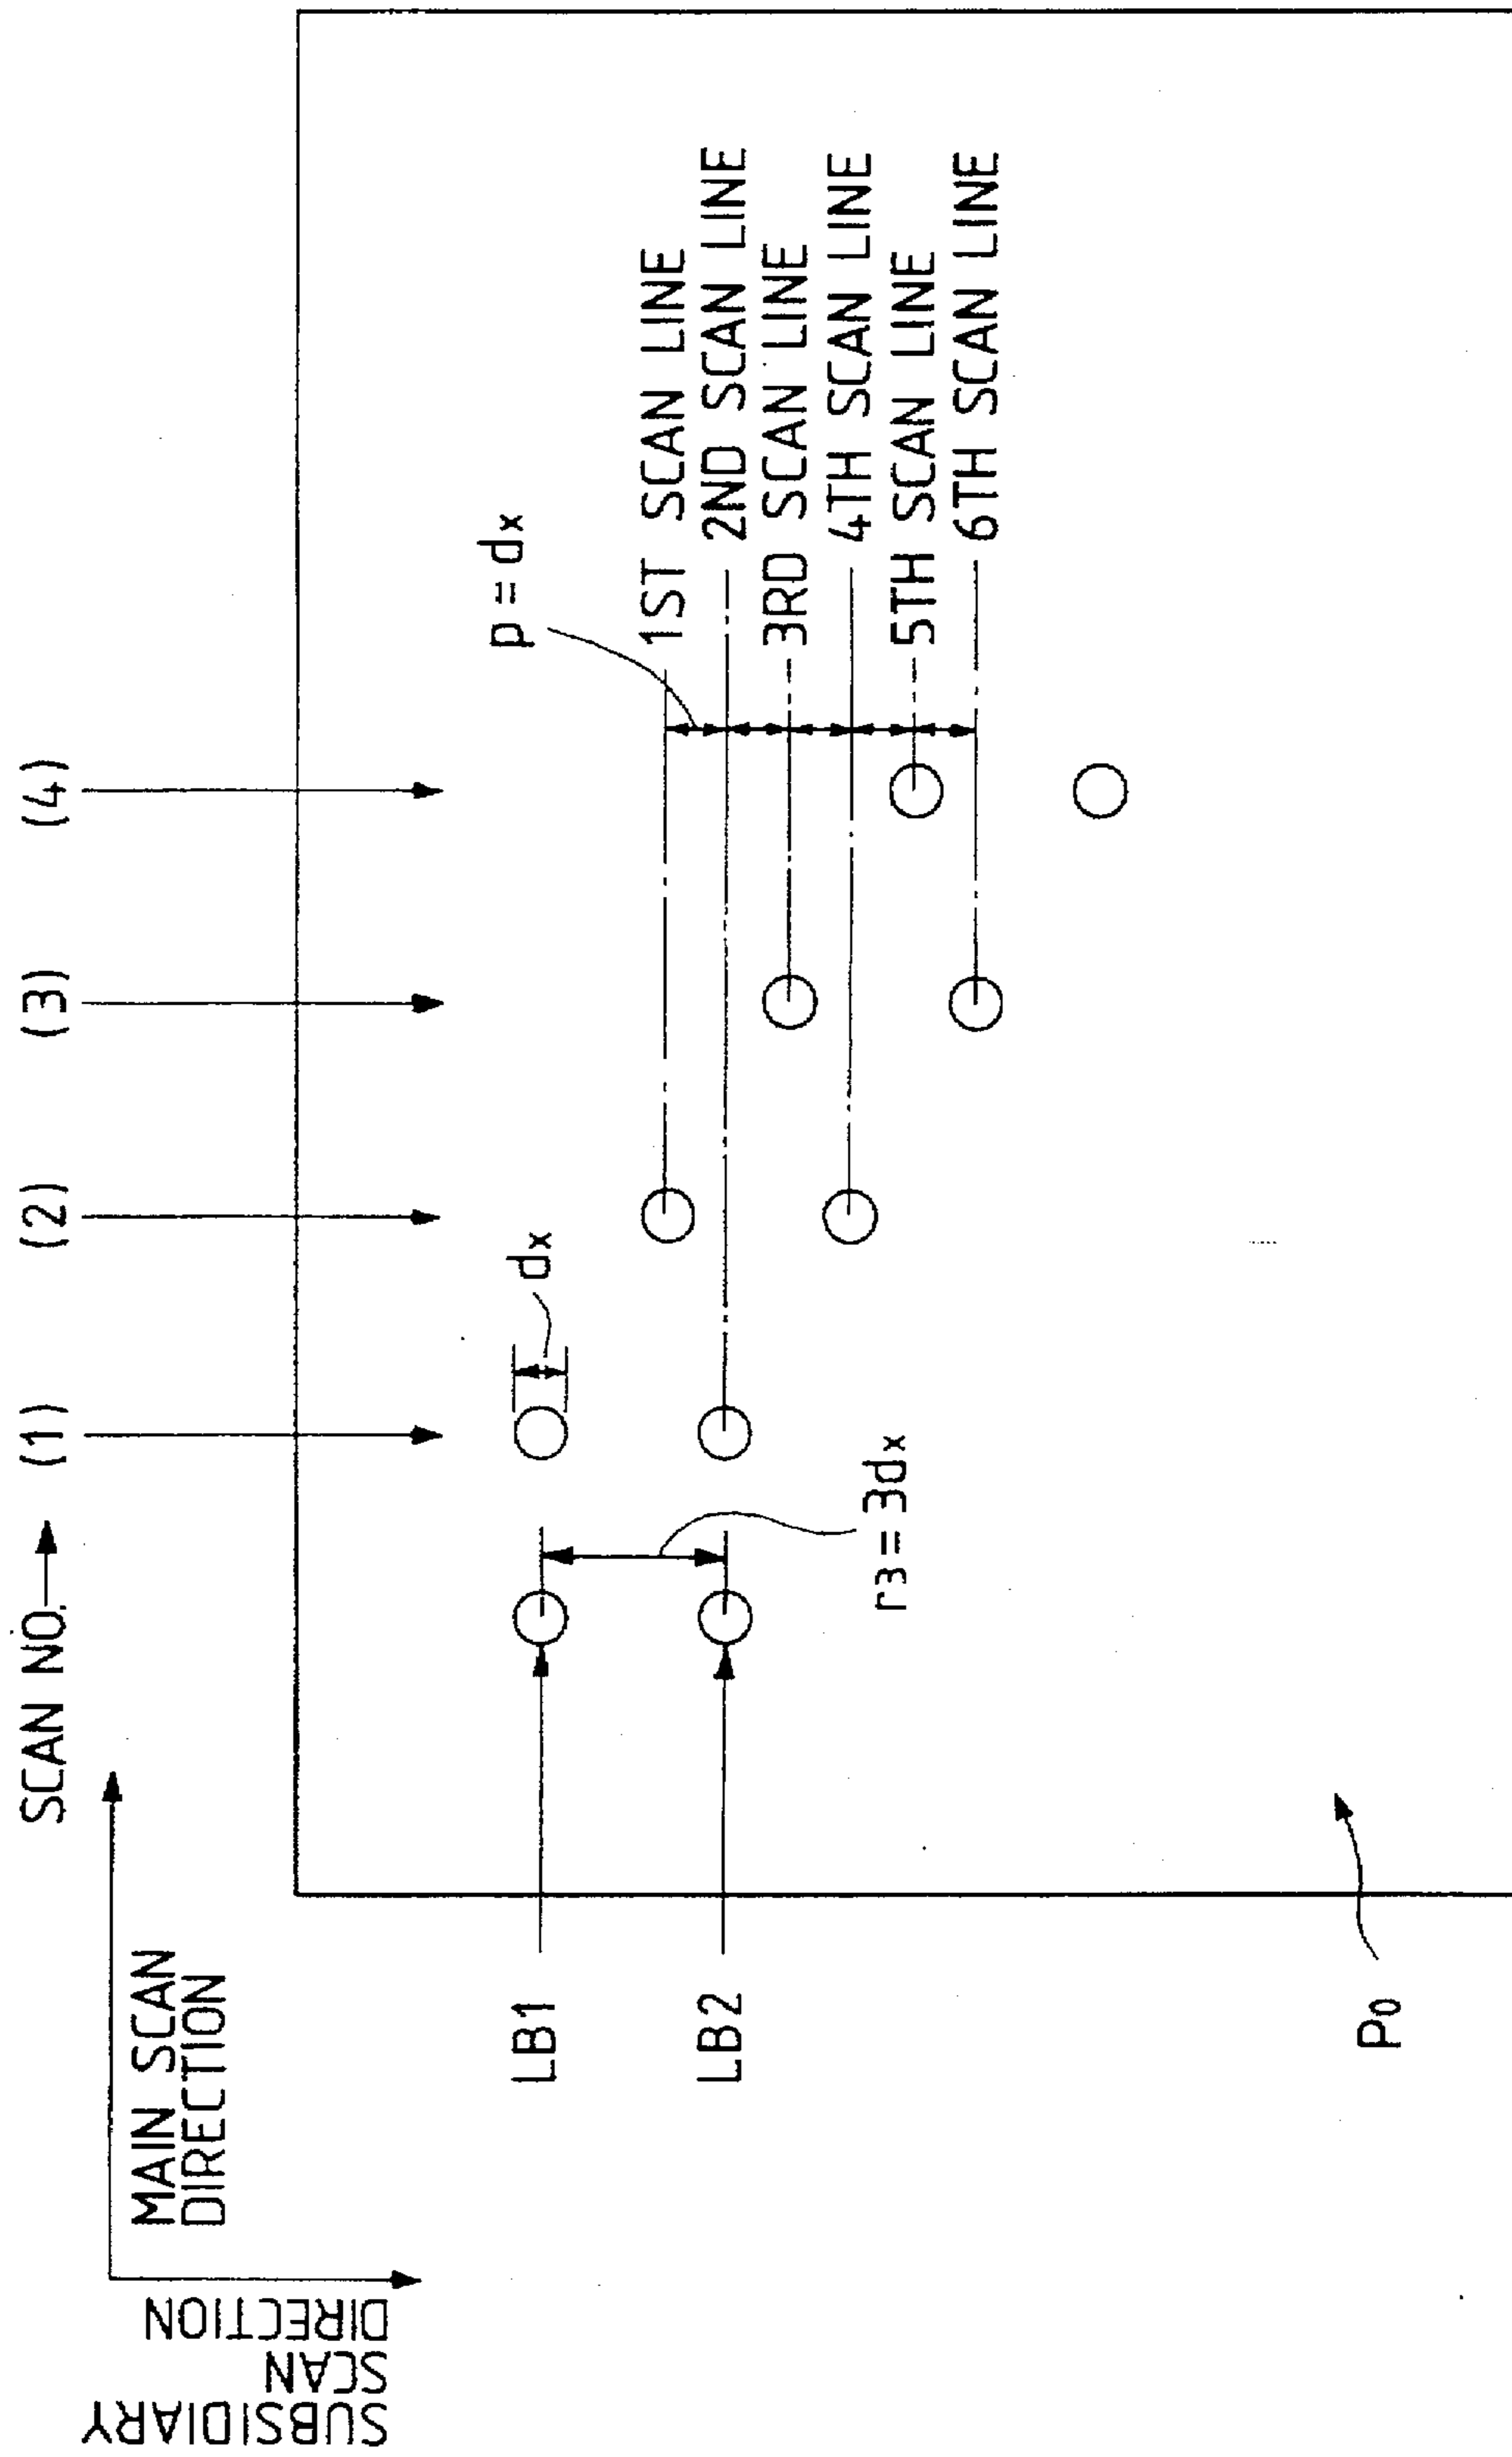 SCAN NO. (1) (2) (3) (4)
MAIN SCAN
DIRECTION
SUBSIDIARY
SCAN
DIRECTION
LB1
LB2
dx
r3=3dx
p=dx
1ST SCAN LINE
2ND SCAN LINE
3RD SCAN LINE
4TH SCAN LINE
5TH SCAN LINE
6TH SCAN LINE
P0